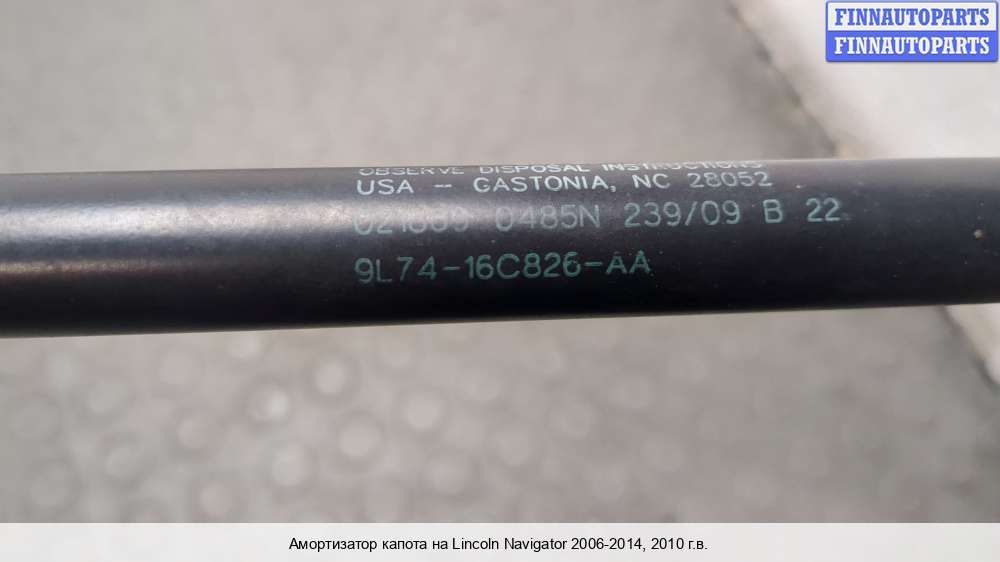 FINNAUTOPARTS
FINNAUTOPARTS
OBSERVE DISPOSAL INSTRUCTIONS
USA - GASTONIA, NC 28052
0485N 239/09 B 22
9L74-16C826-AA
Амортизатор капота на Lincoln Navigator 2006-2014, 2010 г.в.